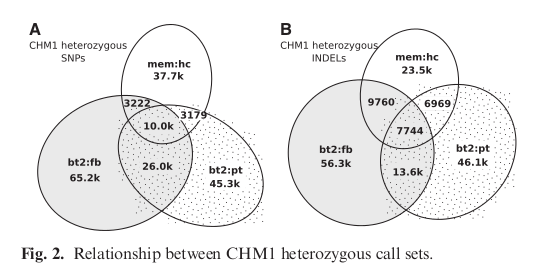 A
CHM1 heterozygous
SNPs
mem:hc
37.7k
3222
3179
10.0k
bt2:fb
65.2k
26.0k
bt2:pt
45.3k
B
CHM1 heterozygous
INDELs
mem:hc
23.5k
9760
6969
7744
bt2:fb
56.3k
13.6k
bt2:pt
46.1k
Fig. 2. Relationship between CHM1 heterozygous call sets.